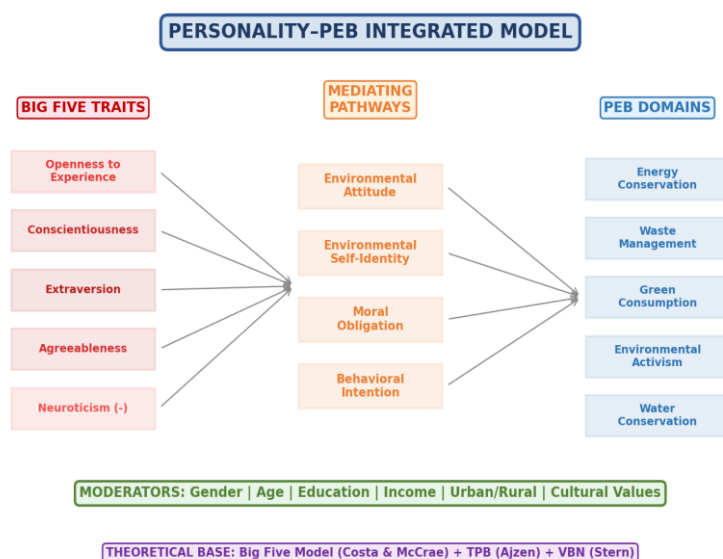 PERSONALITY–PEB INTEGRATED MODEL
BIG FIVE TRAITS
Openness to
Experience
Conscientiousness
Extraversion
Agreeableness
Neuroticism (-)
MEDIATING
PATHWAYS
Environmental
Attitude
Environmental
Self-Identity
Moral
Obligation
Behavioral
Intention
PEB DOMAINS
Energy
Conservation
Waste
Management
Green
Consumption
Environmental
Activism
Water
Conservation
MODERATORS: Gender | Age | Education | Income | Urban/Rural | Cultural Values
THEORETICAL BASE: Big Five Model (Costa & McCrae) + TPB (Ajzen) + VBN (Stern)